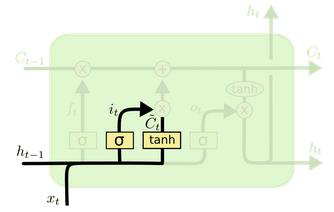 h_t
C_{t-1} × + C_t
tanh
f_t i_t × o_t ×
C̃_t
σ σ tanh σ
h_{t-1} h_t
x_t